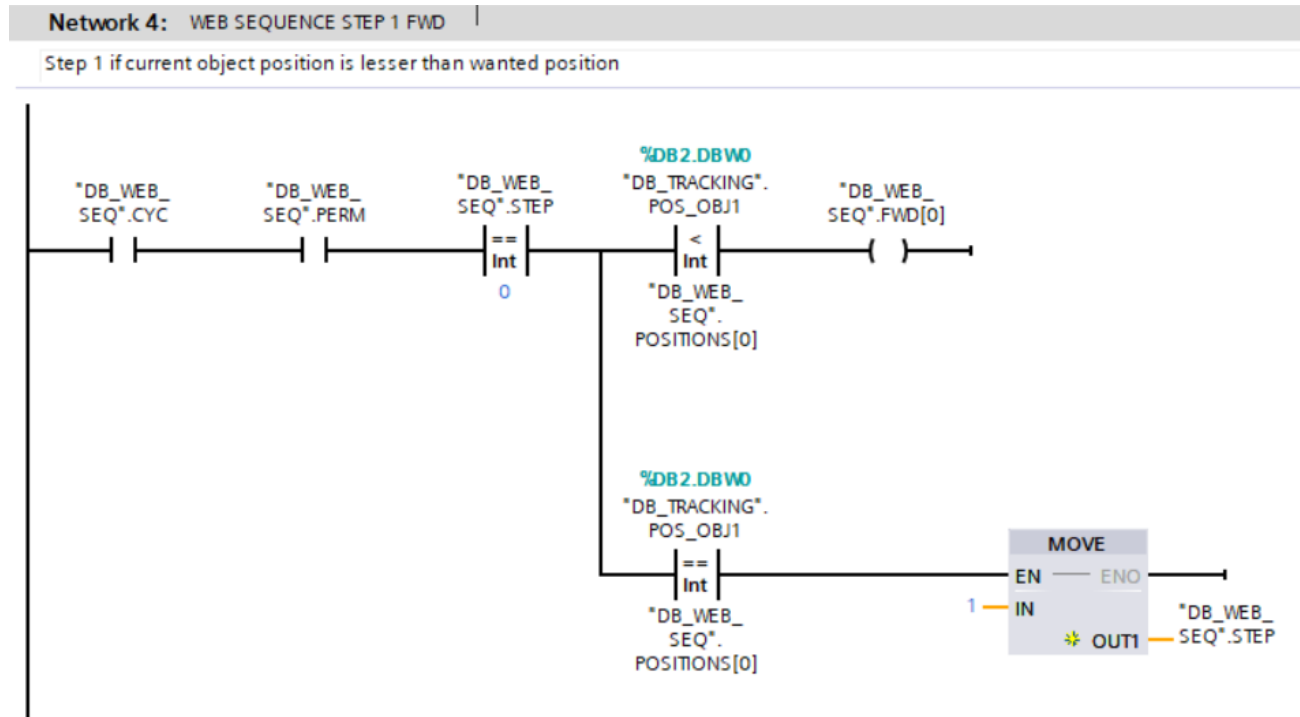 Network 4: WEB SEQUENCE STEP 1 FWD
Step 1 if current object position is lesser than wanted position
%DB2.DBW0
"DB_WEB_
SEQ".CYC
"DB_WEB_
SEQ".PERM
"DB_WEB_
SEQ".STEP
==
Int
0
"DB_TRACKING".
POS_OBJ1
<
Int
"DB_WEB_
SEQ".
POSITIONS[0]
"DB_WEB_
SEQ".FWD[0]
%DB2.DBW0
"DB_TRACKING".
POS_OBJ1
==
Int
"DB_WEB_
SEQ".
POSITIONS[0]
MOVE
EN ENO
1 IN
OUT1
"DB_WEB_
SEQ".STEP